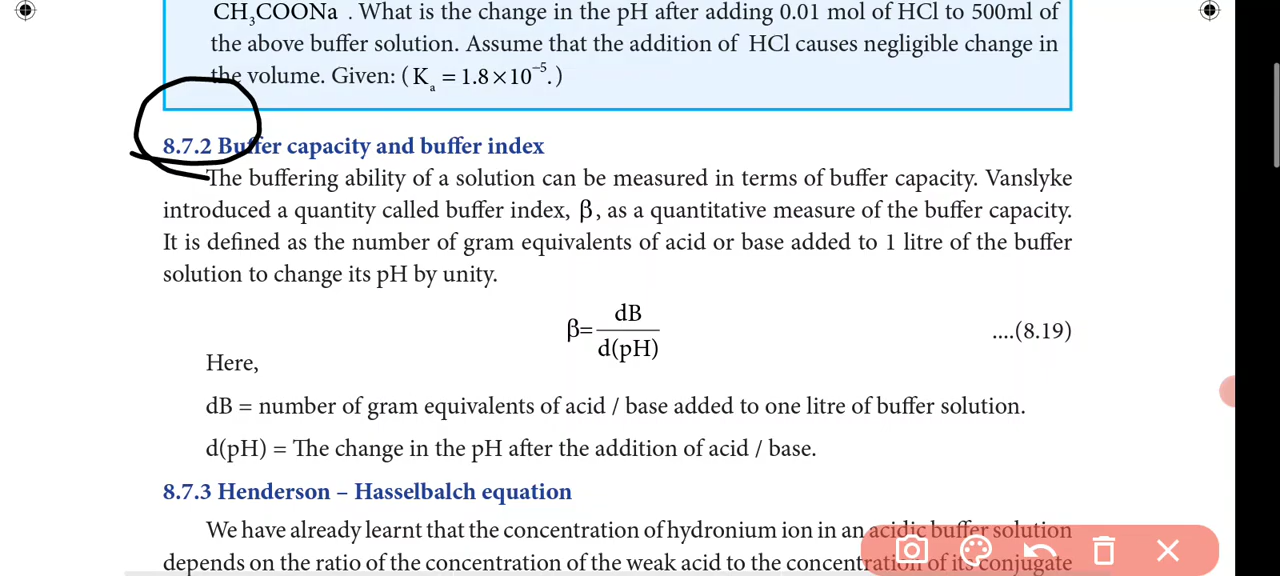 CH₃COONa . What is the change in the pH after adding 0.01 mol of HCl to 500ml of
the above buffer solution. Assume that the addition of HCl causes negligible change in
the volume. Given: (Kₐ = 1.8×10⁻⁵.)
8.7.2 Buffer capacity and buffer index
The buffering ability of a solution can be measured in terms of buffer capacity. Vanslyke
introduced a quantity called buffer index, β, as a quantitative measure of the buffer capacity.
It is defined as the number of gram equivalents of acid or base added to 1 litre of the buffer
solution to change its pH by unity.
β= dB / d(pH) ....(8.19)
Here,
dB = number of gram equivalents of acid / base added to one litre of buffer solution.
d(pH) = The change in the pH after the addition of acid / base.
8.7.3 Henderson – Hasselbalch equation
We have already learnt that the concentration of hydronium ion in an acidic buffer solution
depends on the ratio of the concentration of the weak acid to the concentration of its conjugate